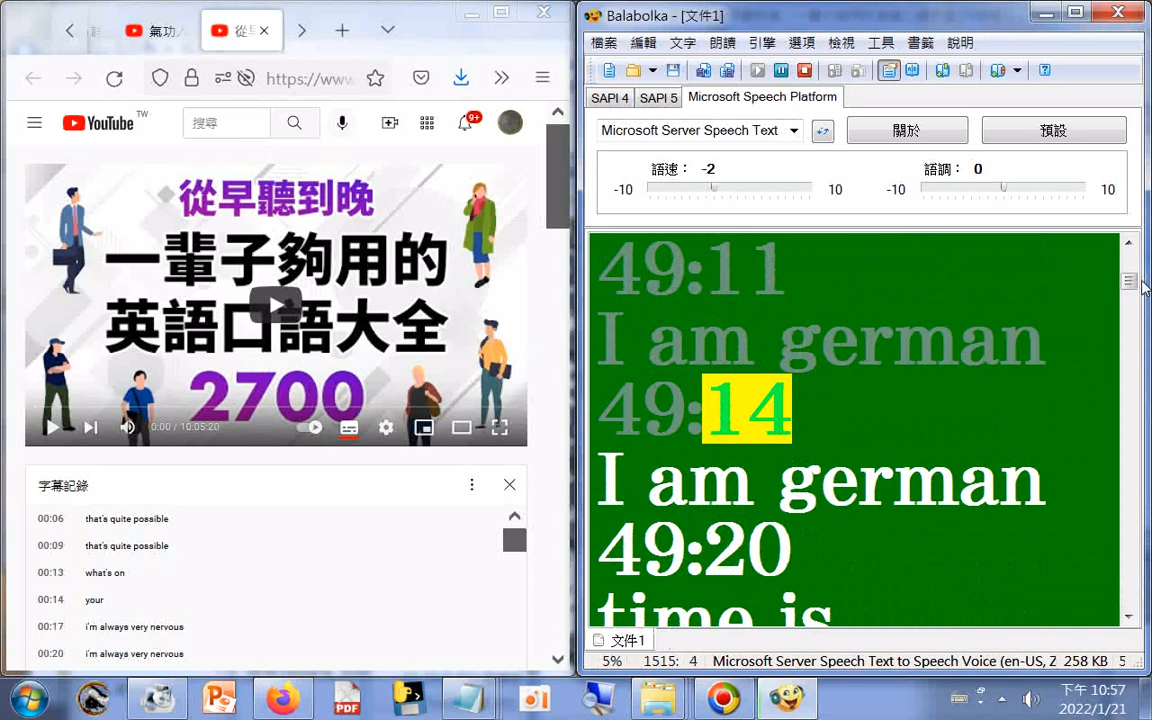 氣功
從
https://www
YouTube TW
搜尋
9+
從早聽到晚
一輩子夠用的
英語口語大全
2700
0:00 / 10:05:20
字幕記錄
00:06 that's quite possible
00:09 that's quite possible
00:13 what's on
00:14 your
00:17 i'm always very nervous
00:20 i'm always very nervous
Balabolka - [文件1]
檔案 編輯 文字 朗讀 引擎 選項 檢視 工具 書籤 說明
SAPI 4 SAPI 5 Microsoft Speech Platform
Microsoft Server Speech Text
關於
預設
語速： -2
語調： 0
-10 10 -10 10
49:11
I am german
49:14
I am german
49:20
time is
文件1
5% 1515: 4 Microsoft Server Speech Text to Speech Voice (en-US, Z 258 KB 5
PDF
下午 10:57
2022/1/21